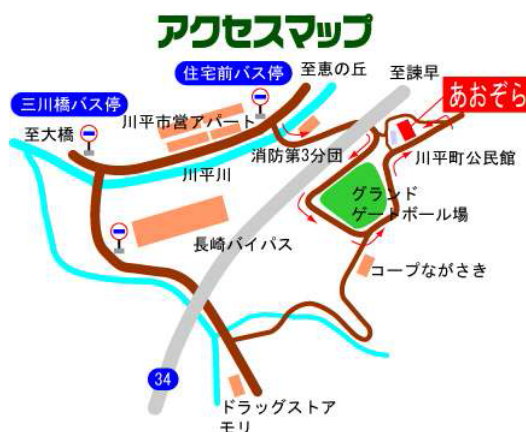 アクセスマップ
住宅前バス停
至恵の丘
至諫早
三川橋バス停
あおぞら
川平市営アパート
至大橋
消防第3分団
川平町公民館
川平川
グランド
ゲートボール場
長崎バイパス
コープながさき
34
ドラッグストア
モリ